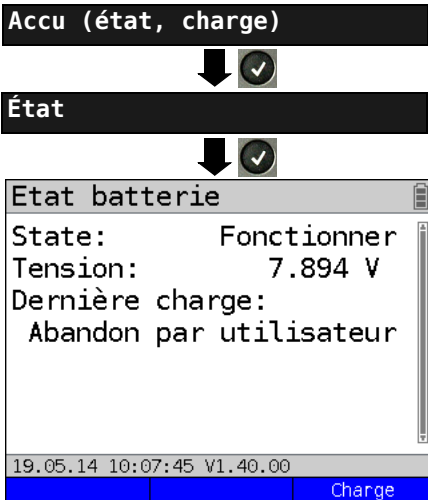 Accu (état, charge)
État
Etat batterie
State: Fonctionner
Tension: 7.894 V
Dernière charge:
Abandon par utilisateur
19.05.14 10:07:45 V1.40.00
Charge